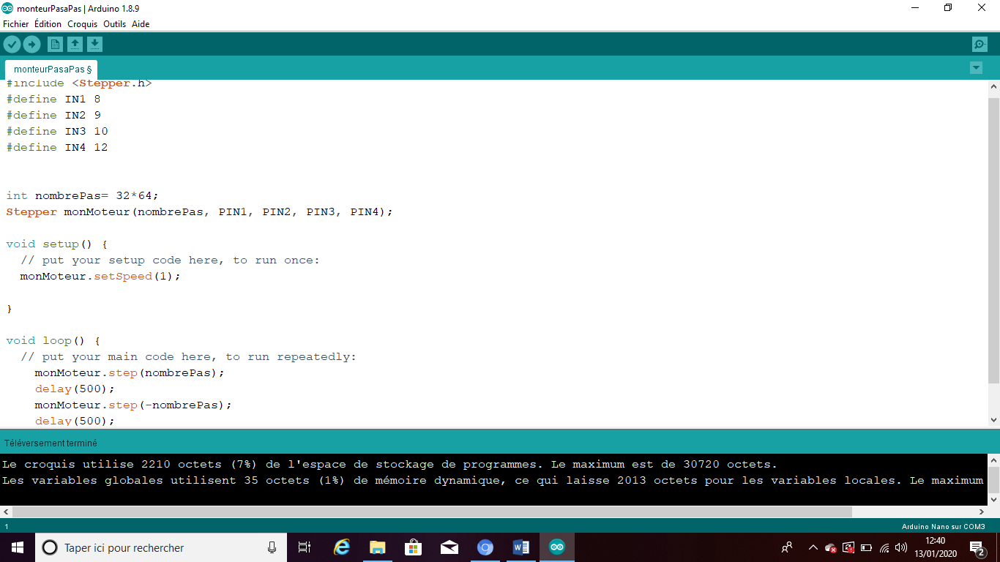 monteurPasaPas | Arduino 1.8.9
Fichier Édition Croquis Outils Aide
monteurPasaPas §
#include <Stepper.h>
#define IN1 8
#define IN2 9
#define IN3 10
#define IN4 12
int nombrePas= 32*64;
Stepper monMoteur(nombrePas, PIN1, PIN2, PIN3, PIN4);
void setup() {
// put your setup code here, to run once:
monMoteur.setSpeed(1);
}
void loop() {
// put your main code here, to run repeatedly:
monMoteur.step(nombrePas);
delay(500);
monMoteur.step(-nombrePas);
delay(500);
Téléversement terminé
Le croquis utilise 2210 octets (7%) de l'espace de stockage de programmes. Le maximum est de 30720 octets.
Les variables globales utilisent 35 octets (1%) de mémoire dynamique, ce qui laisse 2013 octets pour les variables locales. Le maximum
1
Arduino Nano sur COM3
Taper ici pour rechercher
12:40
13/01/2020
2